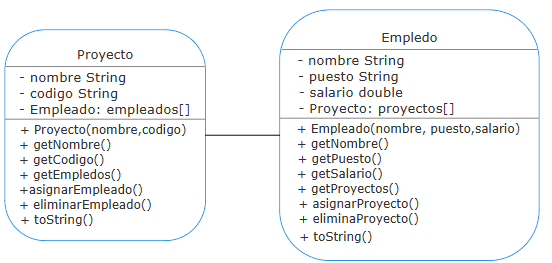 Proyecto
- nombre String
- codigo String
- Empleado: empleados[]
+ Proyecto(nombre,codigo)
+ getNombre()
+ getCodigo()
+ getEmpledos()
+asignarEmpleado()
+ eliminarEmpleado()
+ toString()
Empledo
- nombre String
- puesto String
- salario double
- Proyecto: proyectos[]
+ Empleado(nombre, puesto,salario)
+ getNombre()
+ getPuesto()
+ getSalario()
+ getProyectos()
+ asignarProyecto()
+ eliminaProyecto()
+ toString()